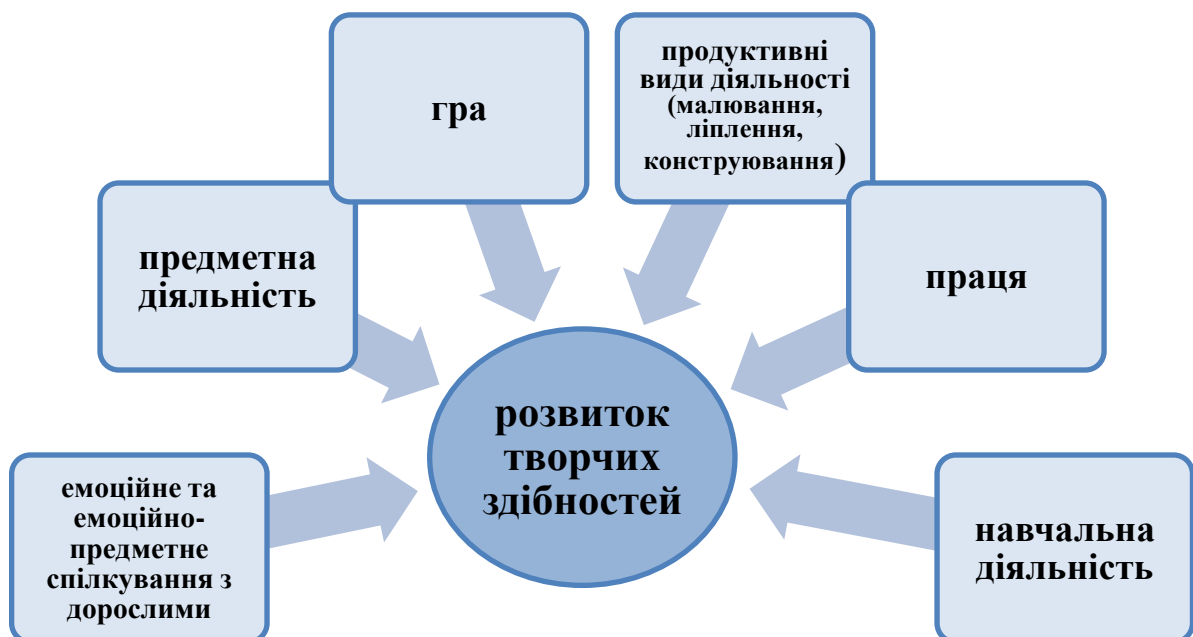 гра
продуктивні
види діяльності
(малювання,
ліплення,
конструювання)
предметна
діяльність
праця
розвиток
творчих
здібностей
емоційне та
емоційно-
предметне
спілкування з
дорослими
навчальна
діяльність